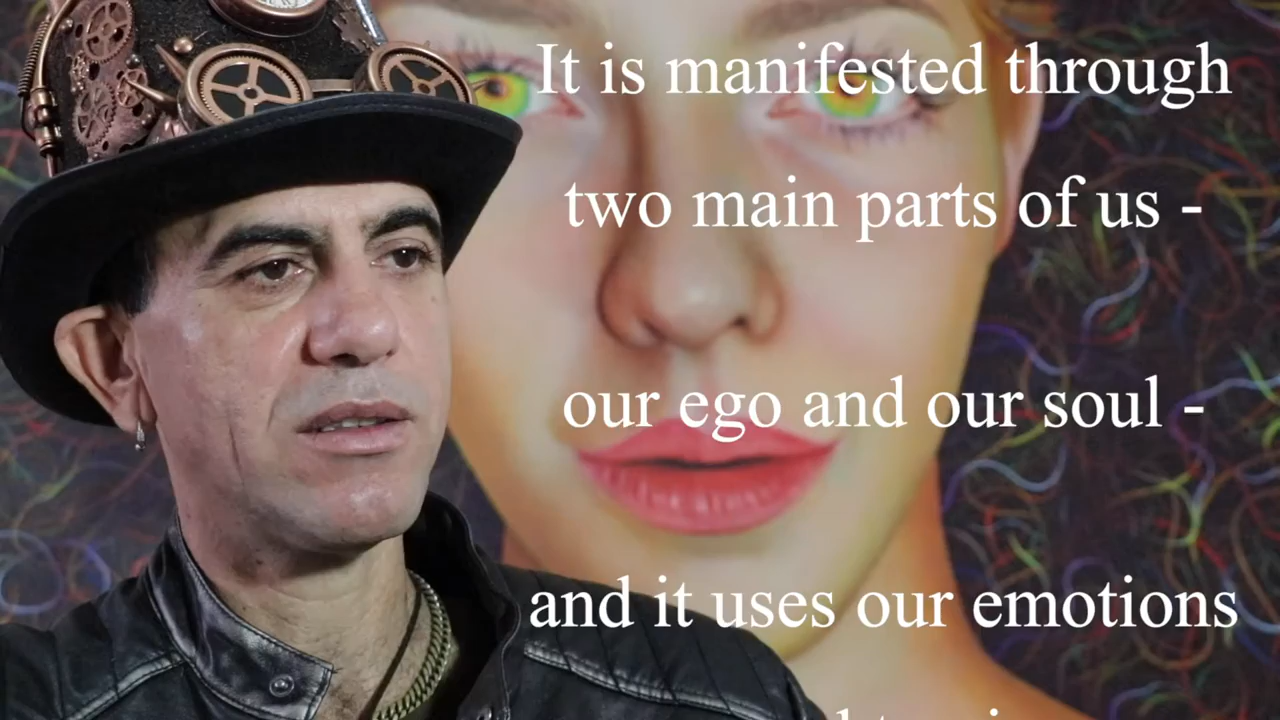 It is manifested through
two main parts of us -
our ego and our soul -
and it uses our emotions